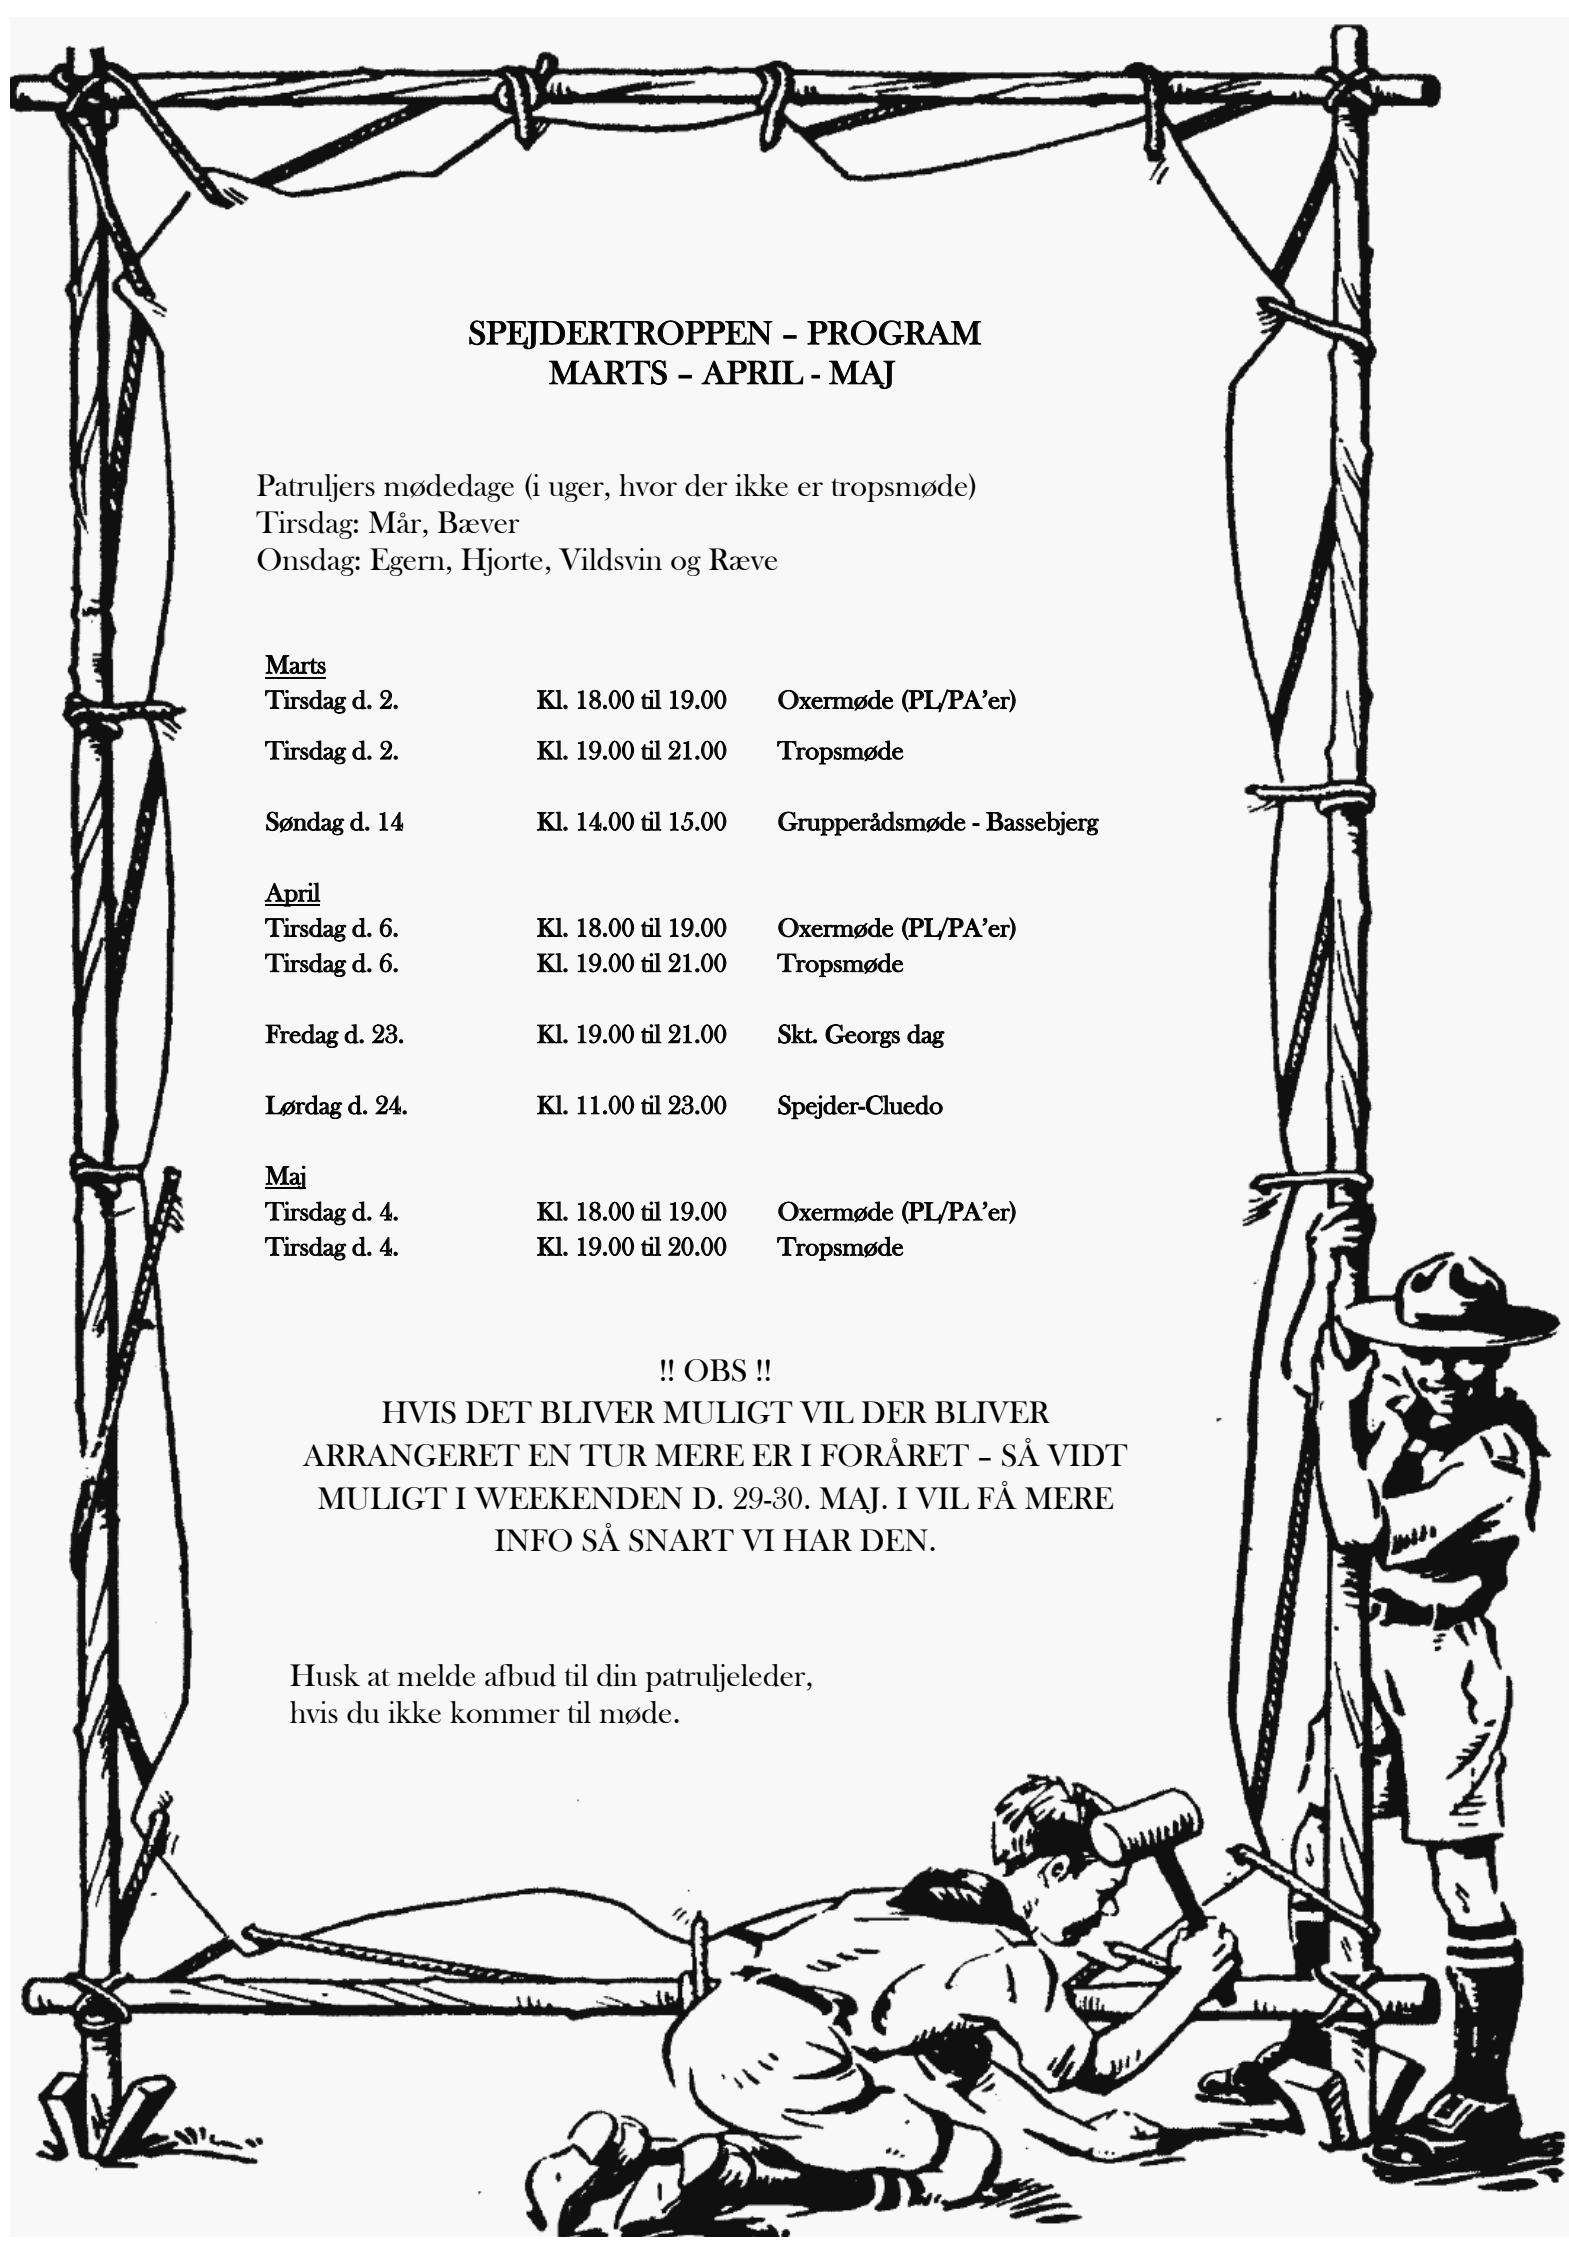 SPEJDERTROPPEN – PROGRAM
MARTS – APRIL - MAJ
Patruljers mødedage (i uger, hvor der ikke er tropsmøde)
Tirsdag: Mår, Bæver
Onsdag: Egern, Hjorte, Vildsvin og Ræve
Marts
Tirsdag d. 2. Kl. 18.00 til 19.00 Oxermøde (PL/PA’er)
Tirsdag d. 2. Kl. 19.00 til 21.00 Tropsmøde
Søndag d. 14 Kl. 14.00 til 15.00 Grupperådsmøde - Bassebjerg
April
Tirsdag d. 6. Kl. 18.00 til 19.00 Oxermøde (PL/PA’er)
Tirsdag d. 6. Kl. 19.00 til 21.00 Tropsmøde
Fredag d. 23. Kl. 19.00 til 21.00 Skt. Georgs dag
Lørdag d. 24. Kl. 11.00 til 23.00 Spejder-Cluedo
Maj
Tirsdag d. 4. Kl. 18.00 til 19.00 Oxermøde (PL/PA’er)
Tirsdag d. 4. Kl. 19.00 til 20.00 Tropsmøde
!! OBS !!
HVIS DET BLIVER MULIGT VIL DER BLIVER
ARRANGERET EN TUR MERE ER I FORÅRET – SÅ VIDT
MULIGT I WEEKENDEN D. 29-30. MAJ. I VIL FÅ MERE
INFO SÅ SNART VI HAR DEN.
Husk at melde afbud til din patruljeleder,
hvis du ikke kommer til møde.